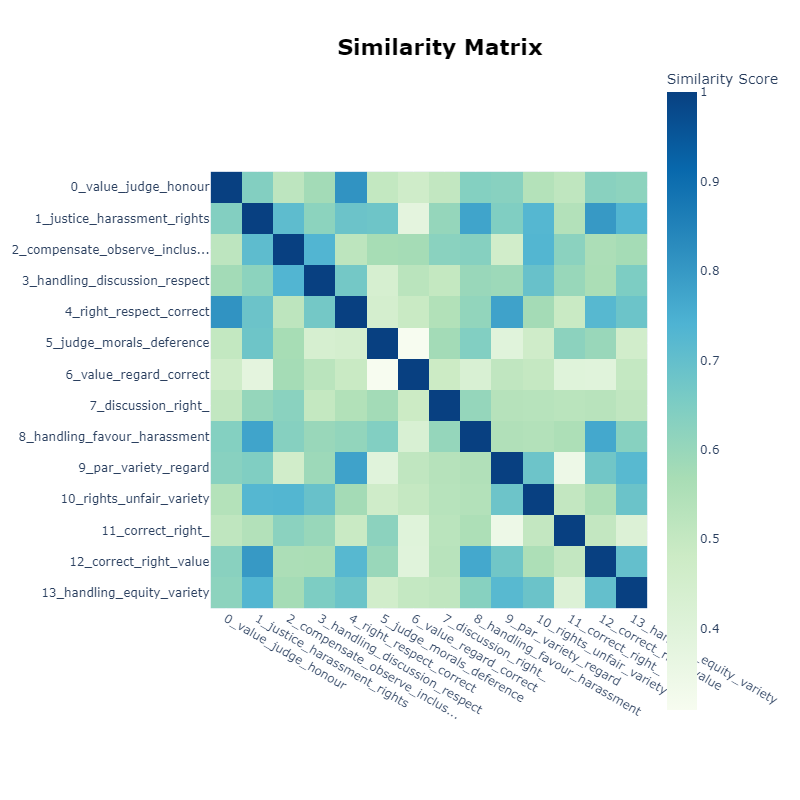 Similarity Matrix
Similarity Score
1
0.9
0.8
0.7
0.6
0.5
0.4
0_value_judge_honour
1_justice_harassment_rights
2_compensate_observe_inclus...
3_handling_discussion_respect
4_right_respect_correct
5_judge_morals_deference
6_value_regard_correct
7_discussion_right_
8_handling_favour_harassment
9_par_variety_regard
10_rights_unfair_variety
11_correct_right_
12_correct_right_value
13_handling_equity_variety
0_value_judge_honour
1_justice_harassment_rights
2_compensate_observe_inclus...
3_handling_discussion_respect
4_right_respect_correct
5_judge_morals_deference
6_value_regard_correct
7_discussion_right_
8_handling_favour_harassment
9_par_variety_regard
10_rights_unfair_variety
11_correct_right_